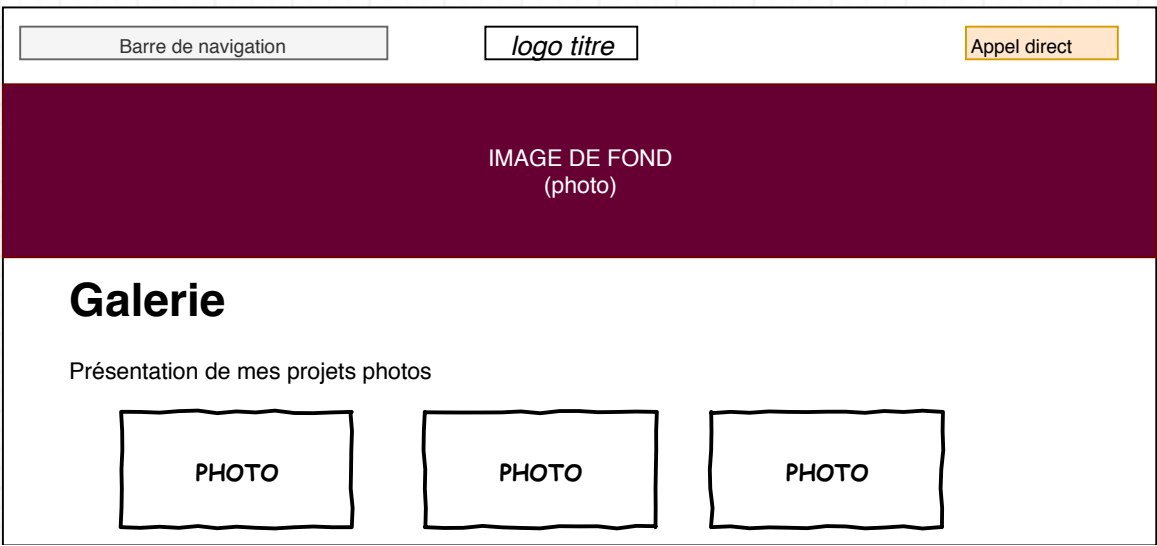 Barre de navigation
logo titre
Appel direct
IMAGE DE FOND
(photo)
Galerie
Présentation de mes projets photos
PHOTO
PHOTO
PHOTO